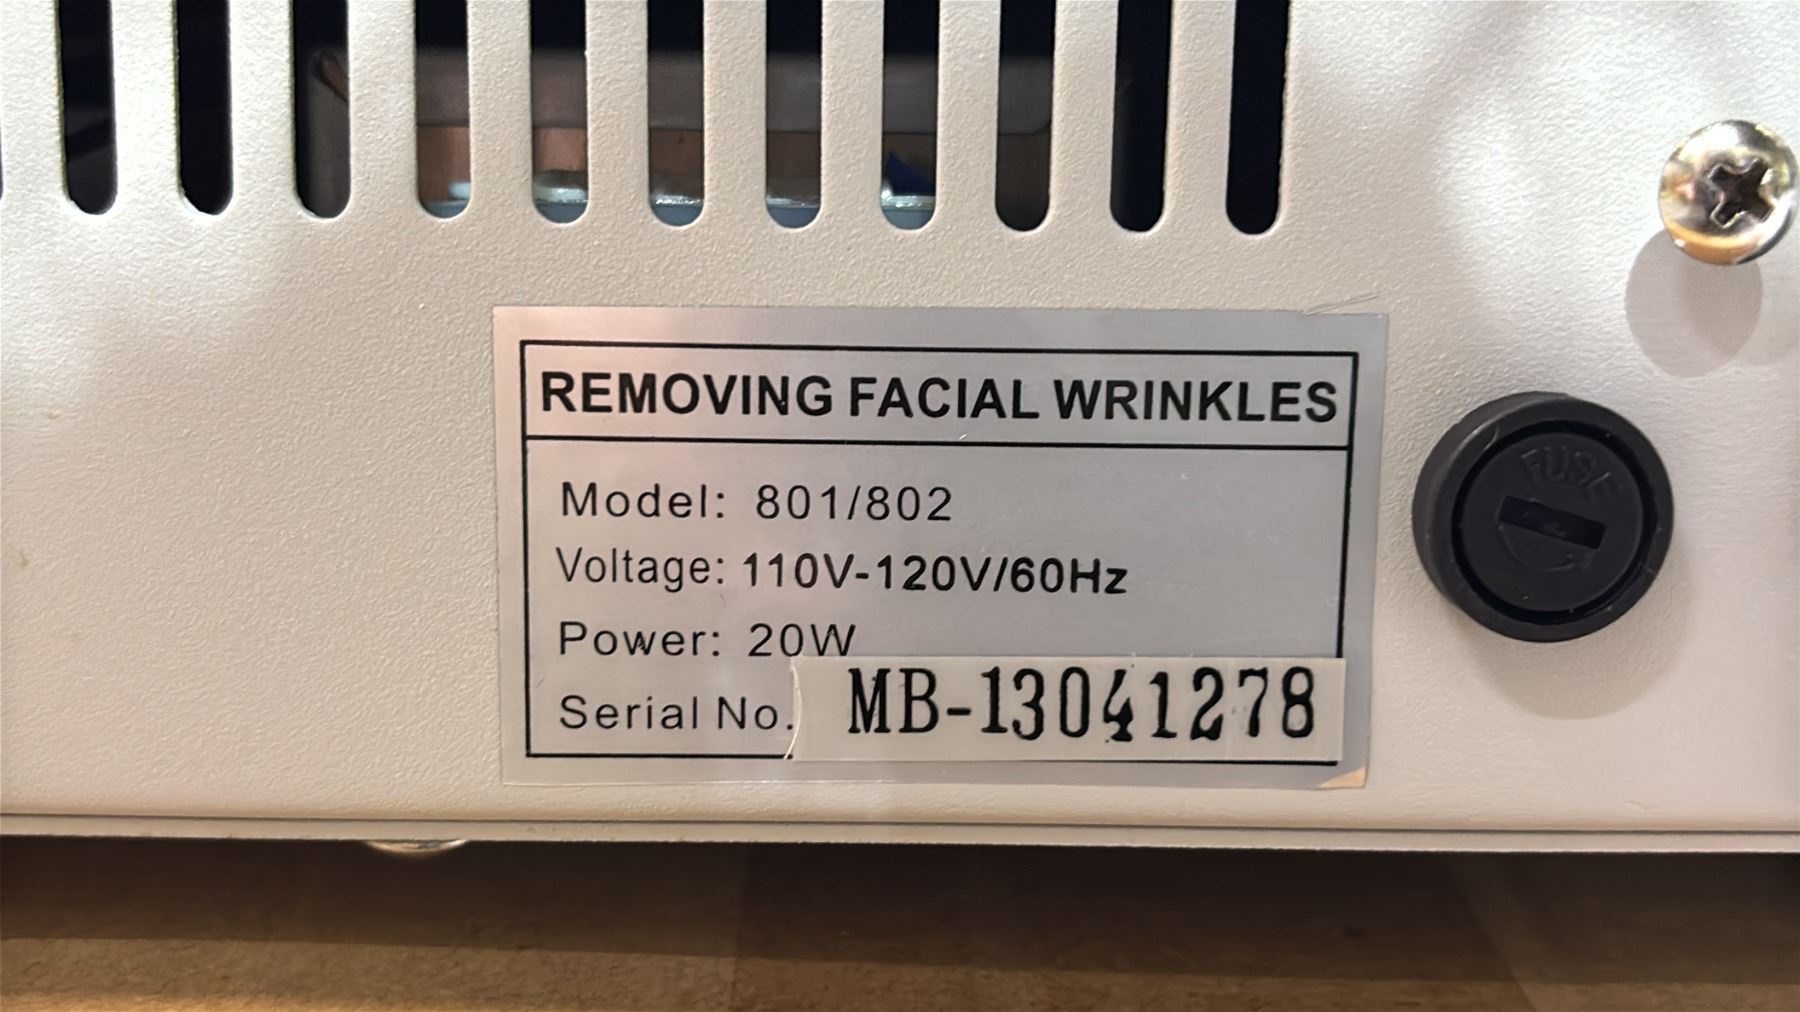 REMOVING FACIAL WRINKLES
Model: 801/802
Voltage: 110V-120V/60Hz
Power: 20W
Serial No. MB-13041278
FUSE